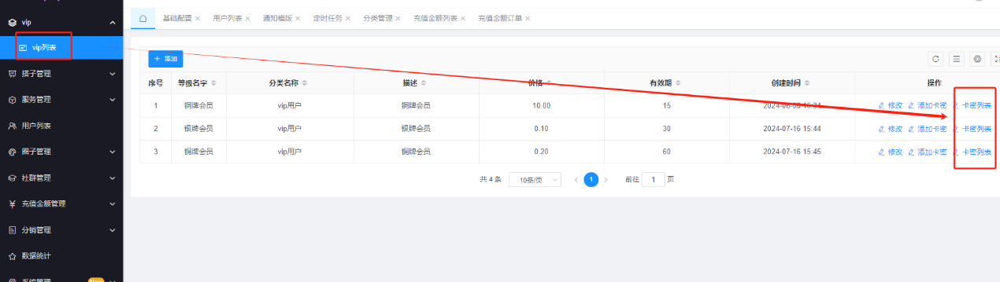 vip
基础配置 × 用户列表 × 通知模版 × 定时任务 × 分类管理 × 充值金额列表 × 充值金额订单 ×
vip列表
+ 添加
搭子管理
序号 等级名字 分类名称 描述 价格 有效期 创建时间 操作
服务管理
1 铜牌会员 vip用户 铜牌会员 10.00 15 修改 添加卡密 卡密列表
用户列表
2 银牌会员 vip用户 银牌会员 0.10 30 2024-07-16 15:44 修改 添加卡密 卡密列表
圈子管理
3 铜牌会员 vip用户 铜牌会员 0.20 60 2024-07-16 15:45 修改 添加卡密 卡密列表
社群管理
共 4 条 10条/页 < 1 > 前往 1 页
¥ 充值金额管理
分销管理
数据统计
系统管理